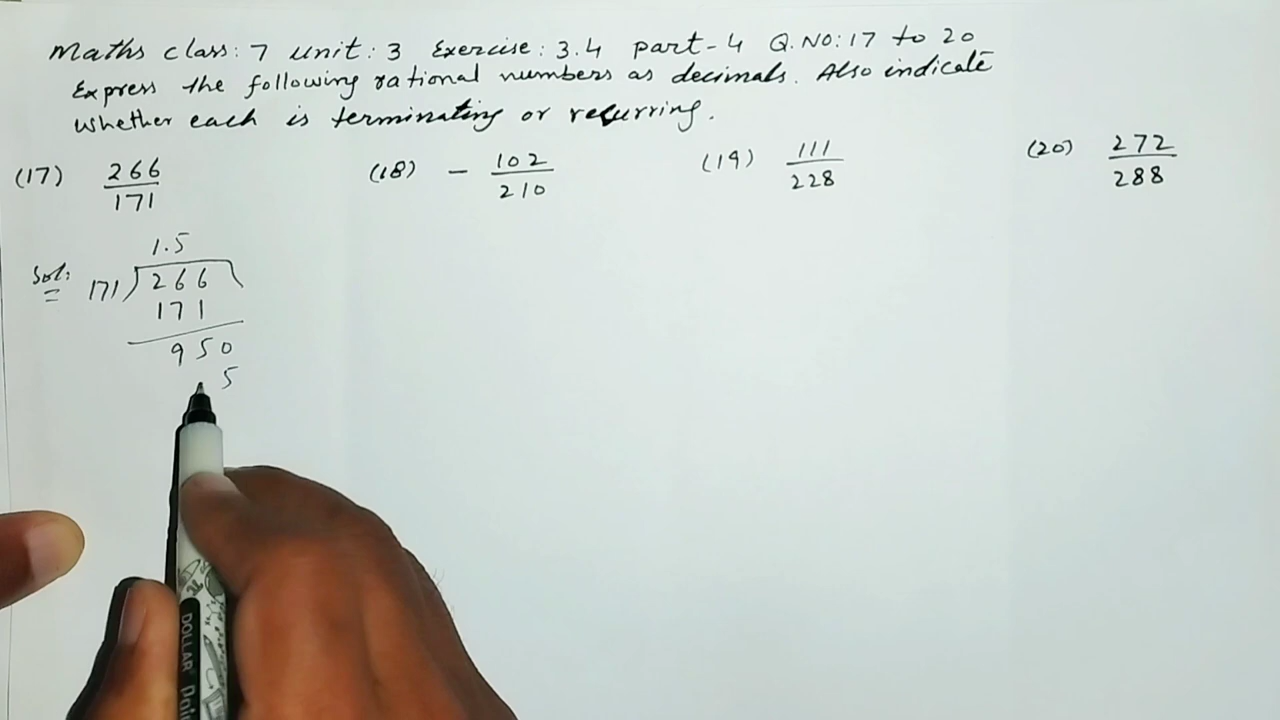 Maths class: 7 unit: 3 Exercise: 3.4 part-4 Q.NO: 17 to 20
Express the following rational numbers as decimals. Also indicate
whether each is terminating or recurring.
(17) 266/171 (18) - 102/210 (19) 111/228 (20) 272/288
1.5
Sol: 171) 266
171
950
5
DOLLAR